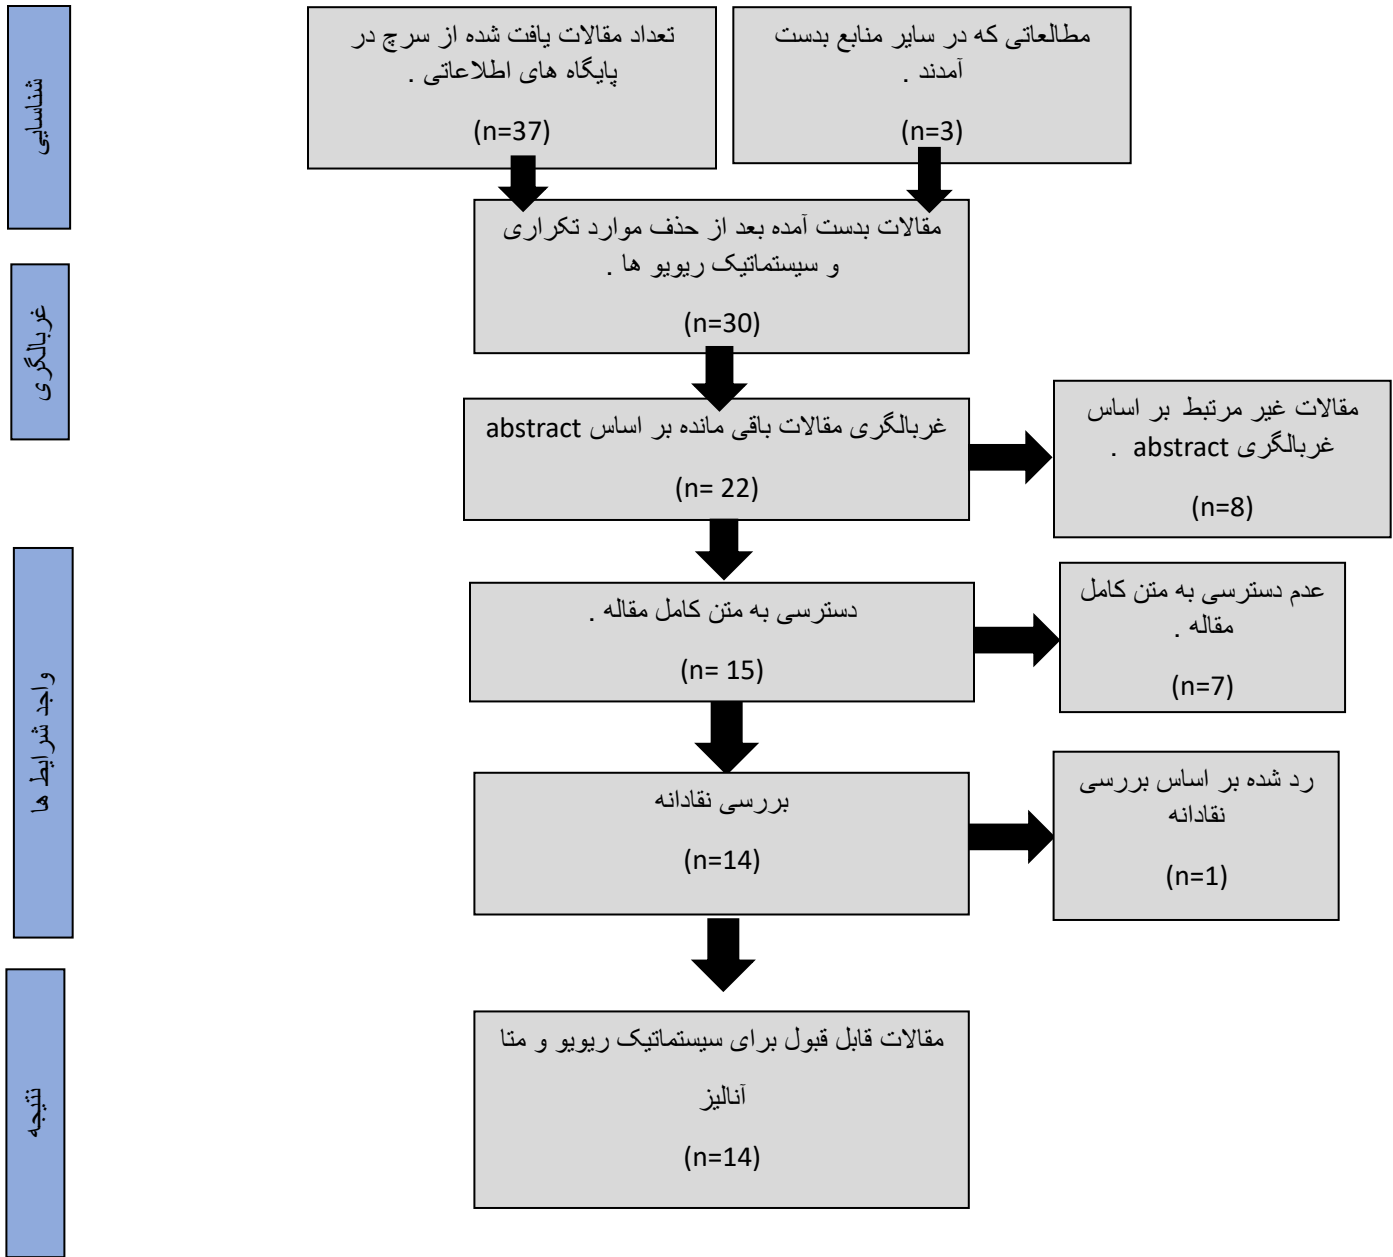 شناسایی
تعداد مقالات یافت شده از سرچ در
پایگاه های اطلاعاتی .
(n=37)
مطالعاتی که در سایر منابع بدست
آمدند .
(n=3)
مقالات بدست آمده بعد از حذف موارد تکراری
و سیستماتیک ریویو ها .
(n=30)
غربالگری
غربالگری مقالات باقی مانده بر اساس abstract
(n= 22)
مقالات غیر مرتبط بر اساس
غربالگری abstract .
(n=8)
واجد شرایط ها
دسترسی به متن کامل مقاله .
(n= 15)
عدم دسترسی به متن کامل
مقاله .
(n=7)
بررسی نقادانه
(n=14)
رد شده بر اساس بررسی
نقادانه
(n=1)
نتیجه
مقالات قابل قبول برای سیستماتیک ریویو و متا
آنالیز
(n=14)